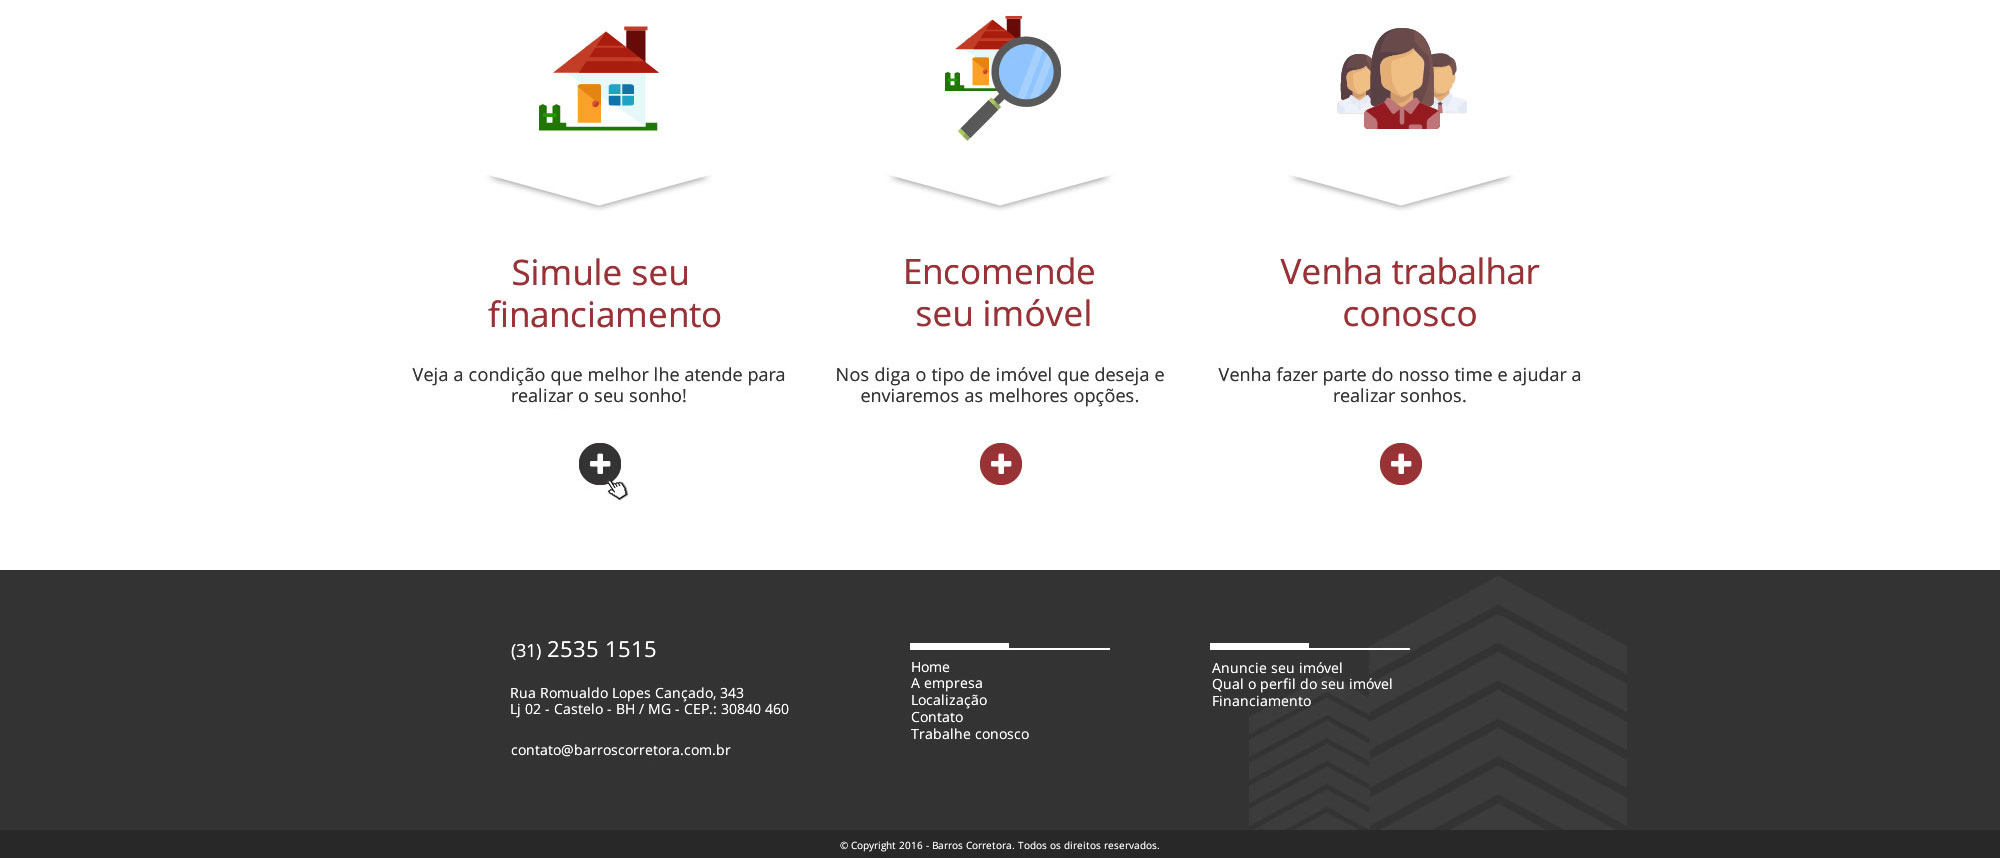 Simule seu
financiamento
Veja a condição que melhor lhe atende para
realizar o seu sonho!
Encomende
seu imóvel
Nos diga o tipo de imóvel que deseja e
enviaremos as melhores opções.
Venha trabalhar
conosco
Venha fazer parte do nosso time e ajudar a
realizar sonhos.
(31) 2535 1515
Rua Romualdo Lopes Cançado, 343
Lj 02 - Castelo - BH / MG - CEP.: 30840 460
contato@barroscorretora.com.br
Home
A empresa
Localização
Contato
Trabalhe conosco
Anuncie seu imóvel
Qual o perfil do seu imóvel
Financiamento
© Copyright 2016 - Barros Corretora. Todos os direitos reservados.